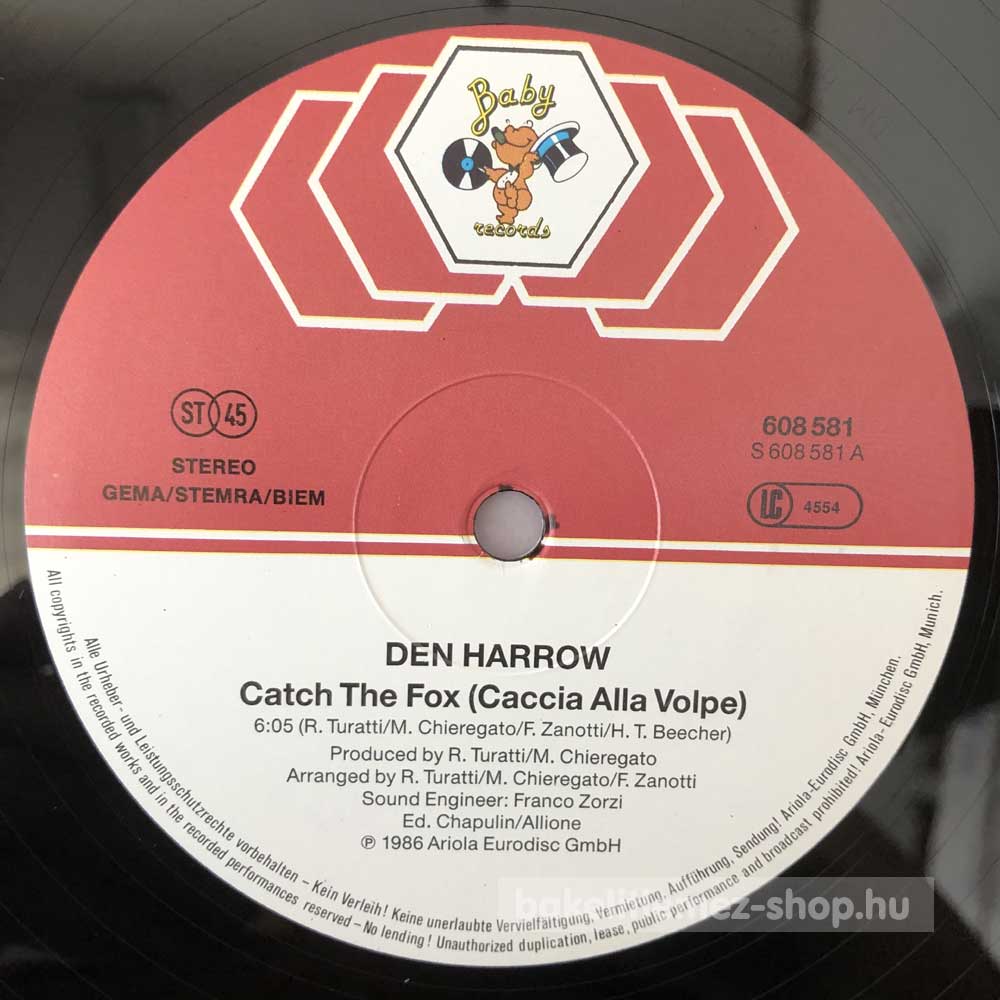 Baby
records
ST 45
STEREO
GEMA/STEMRA/BIEM
608 581
S 608 581 A
LC 4554
DEN HARROW
Catch The Fox (Caccia Alla Volpe)
6:05 (R. Turatti/M. Chieregato/F. Zanotti/H. T. Beecher)
Produced by R. Turatti/M. Chieregato
Arranged by R. Turatti/M. Chieregato/F. Zanotti
Sound Engineer: Franco Zorzi
Ed. Chapulin/Allione
℗ 1986 Ariola Eurodisc GmbH
Alle Urheber- und Leistungsschutzrechte vorbehalten – Kein Verleih! Keine unerlaubte Vervielfältigung, Vermietung, Aufführung, Sendung! Ariola-Eurodisc GmbH, München.
All copyrights in the recorded works and in the recorded performances reserved – No lending! Unauthorized duplication, lease, public performance and broadcast prohibited! Ariola-Eurodisc GmbH, Munich.
bakelitlemez-shop.hu